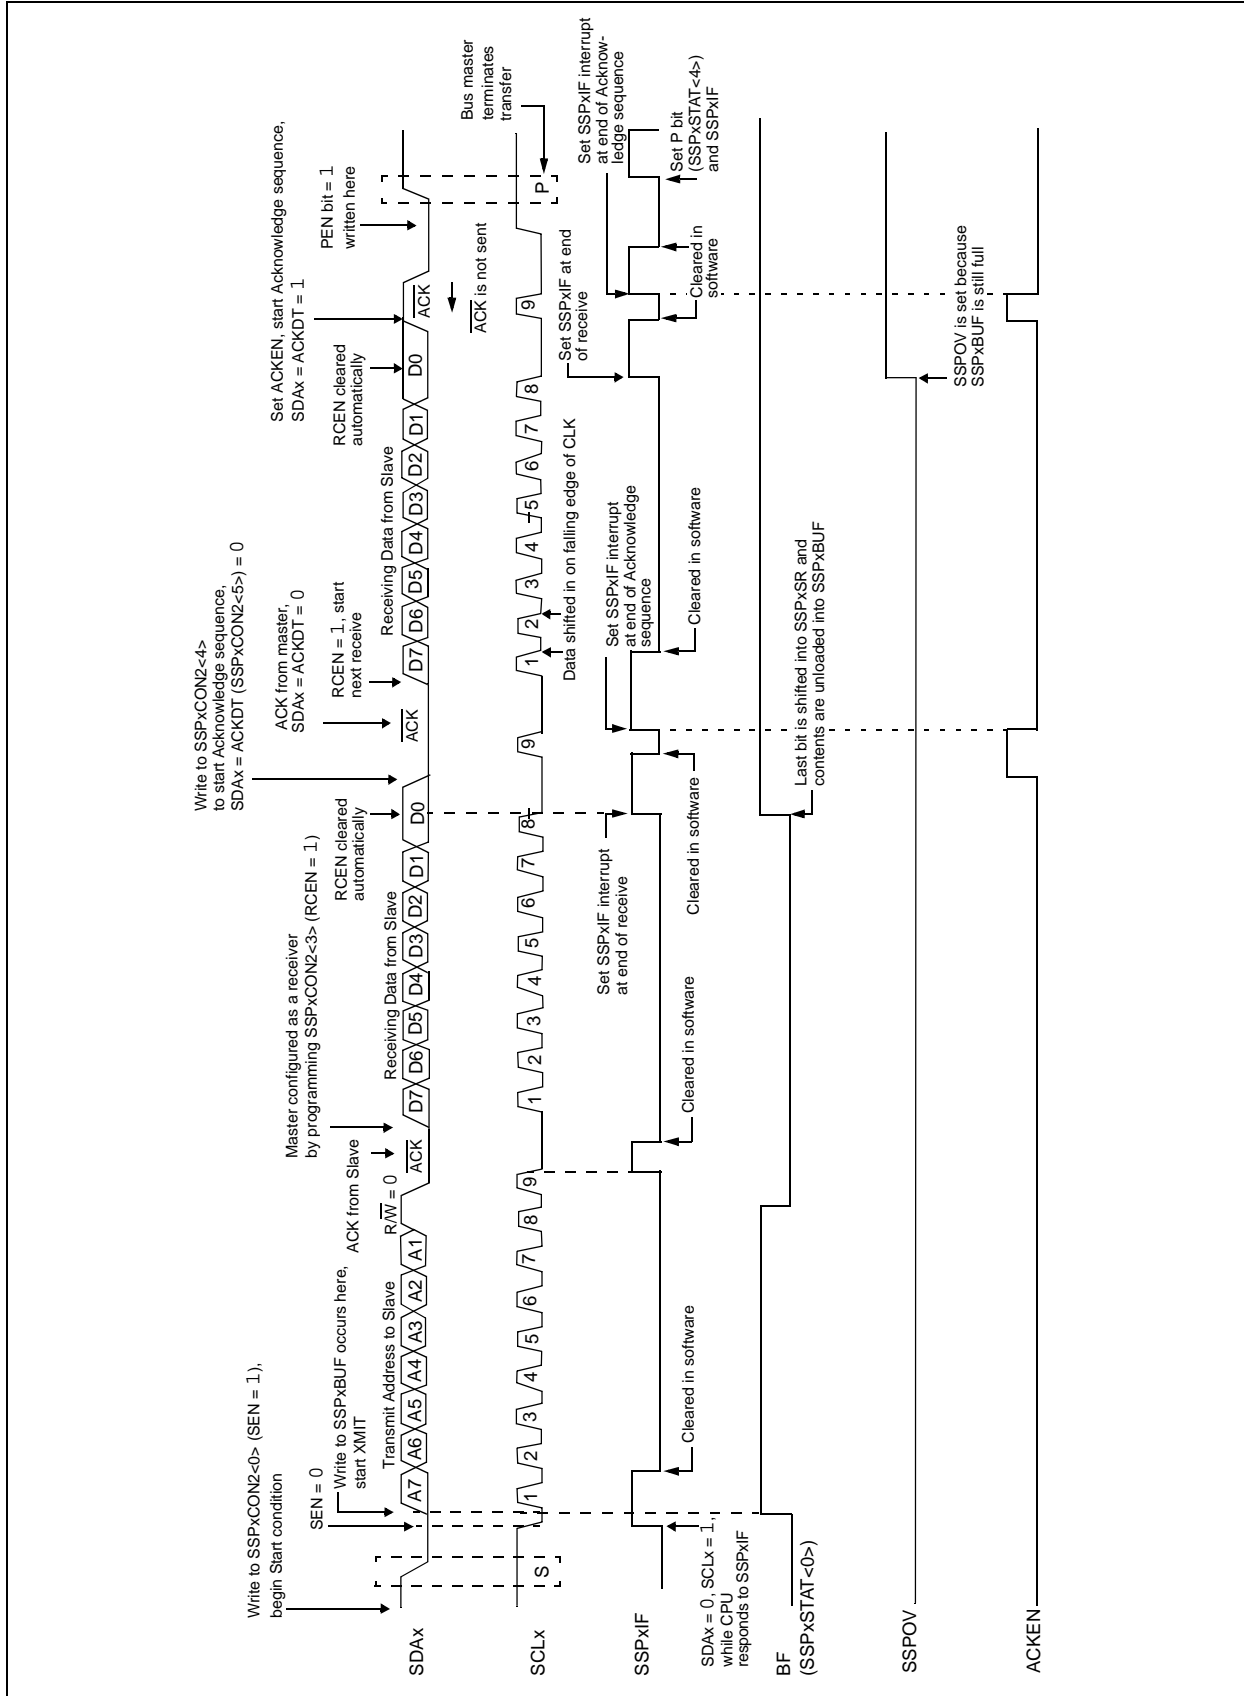 Write to SSPxCON2<0> (SEN = 1),
begin Start condition
SEN = 0
Write to SSPxBUF occurs here,
start XMIT
ACK from Slave
Master configured as a receiver
by programming SSPxCON2<3> (RCEN = 1)
RCEN cleared
automatically
Write to SSPxCON2<4>
to start Acknowledge sequence,
SDAx = ACKDT (SSPxCON2<5>) = 0
ACK from master,
SDAx = ACKDT = 0
RCEN = 1, start
next receive
RCEN cleared
automatically
Set ACKEN, start Acknowledge sequence,
SDAx = ACKDT = 1
PEN bit = 1
written here
Transmit Address to Slave
R/W = 0
Receiving Data from Slave
Receiving Data from Slave
SDAx
A7 A6 A5 A4 A3 A2 A1 ACK D7 D6 D5 D4 D3 D2 D1 D0 ACK D7 D6 D5 D4 D3 D2 D1 D0 ACK
ACK is not sent
Bus master
terminates
transfer
SCLx
S 1 2 3 4 5 6 7 8 9 1 2 3 4 5 6 7 8 9 1 2 3 4 5 6 7 8 9 P
Data shifted in on falling edge of CLK
Set SSPxIF interrupt
at end of receive
Set SSPxIF interrupt
at end of Acknowledge
sequence
Set SSPxIF at end
of receive
Set SSPxIF interrupt
at end of Acknow-
ledge sequence
SSPxIF
SDAx = 0, SCLx = 1,
while CPU
responds to SSPxIF
Cleared in software
Cleared in software
Cleared in software
Cleared in software
Cleared in
software
Set P bit
(SSPxSTAT<4>)
and SSPxIF
BF
(SSPxSTAT<0>)
Last bit is shifted into SSPxSR and
contents are unloaded into SSPxBUF
SSPOV
SSPOV is set because
SSPxBUF is still full
ACKEN